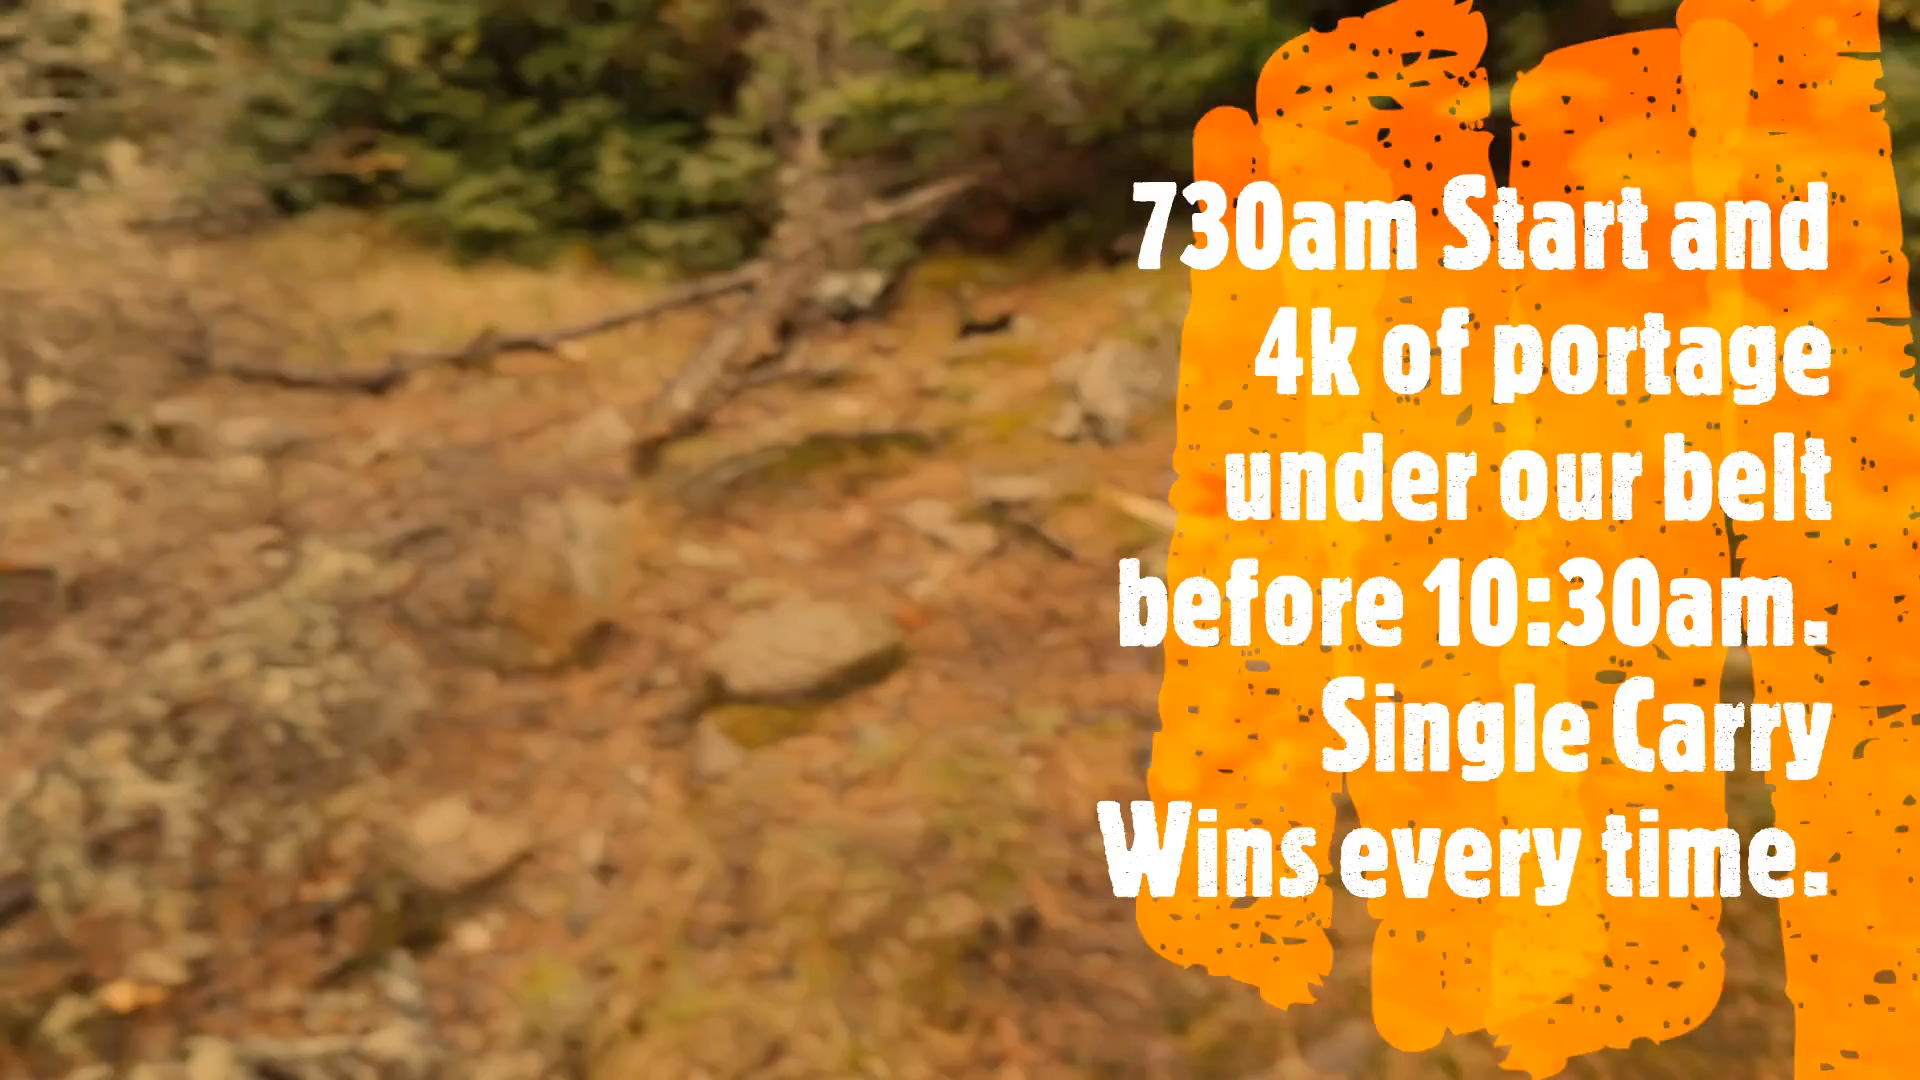 730am Start and
4k of portage
under our belt
before 10:30am.
Single Carry
Wins every time.